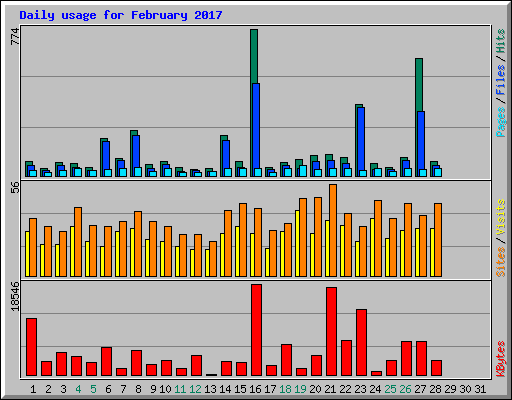 Daily usage for February 2017
774
Pages / Files / Hits
56
Sites / Visits
18546
KBytes
1 2 3 4 5 6 7 8 9 10 11 12 13 14 15 16 17 18 19 20 21 22 23 24 25 26 27 28 29 30 31